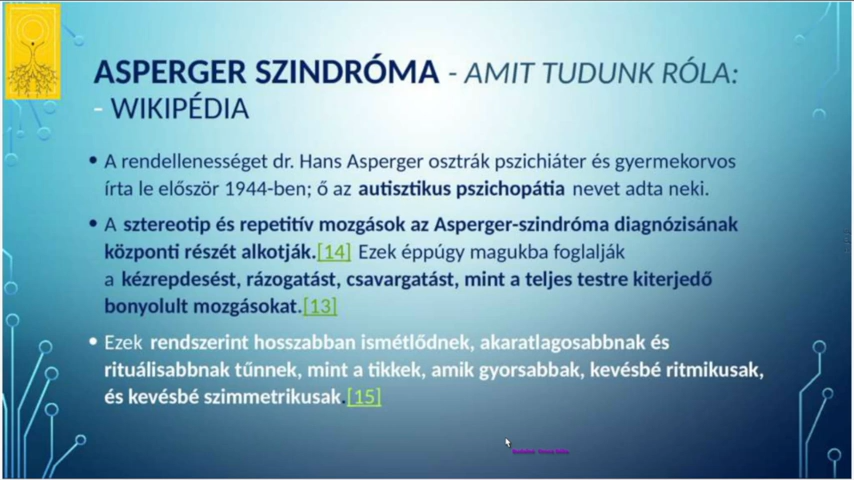 ASPERGER SZINDRÓMA - AMIT TUDUNK RÓLA:
- WIKIPÉDIA
• A rendellenességet dr. Hans Asperger osztrák pszichiáter és gyermekorvos
írta le először 1944-ben; ő az autisztikus pszichopátia nevet adta neki.
• A sztereotip és repetitív mozgások az Asperger-szindróma diagnózisának
központi részét alkotják.[14] Ezek éppúgy magukba foglalják
a kézrepdesést, rázogatást, csavargatást, mint a teljes testre kiterjedő
bonyolult mozgásokat.[13]
• Ezek rendszerint hosszabban ismétlődnek, akaratlagosabbnak és
rituálisabbnak tűnnek, mint a tikkek, amik gyorsabbak, kevésbé ritmikusak,
és kevésbé szimmetrikusak.[15]